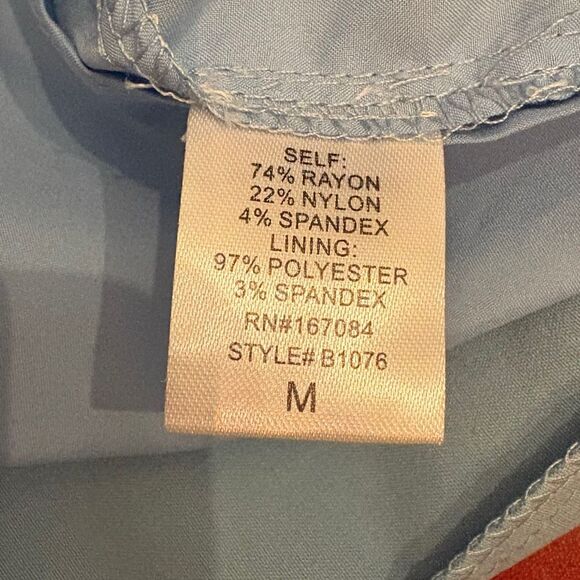 SELF:
74% RAYON
22% NYLON
4% SPANDEX
LINING:
97% POLYESTER
3% SPANDEX
RN#167084
STYLE# B1076
M